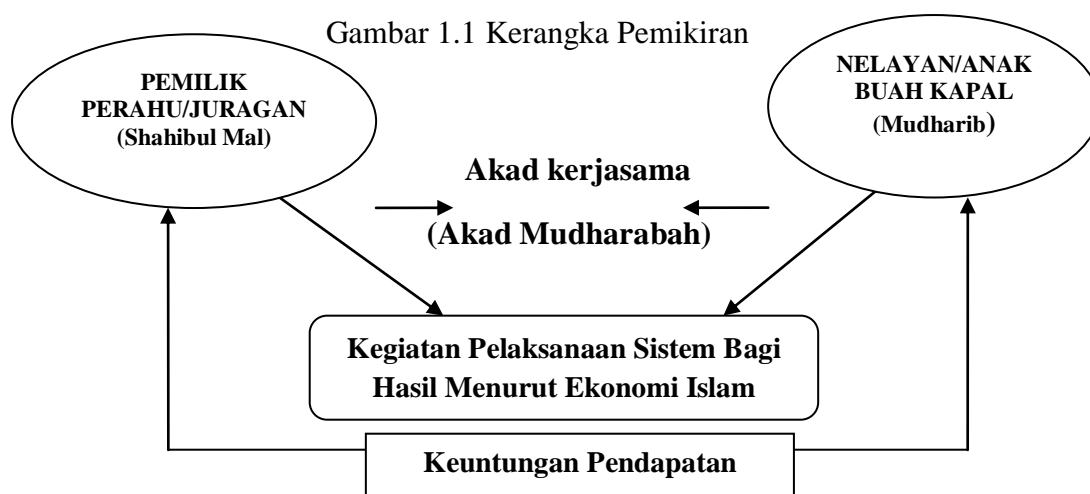 Gambar 1.1 Kerangka Pemikiran
PEMILIK
PERAHU/JURAGAN
(Shahibul Mal)
NELAYAN/ANAK
BUAH KAPAL
(Mudharib)
Akad kerjasama
(Akad Mudharabah)
Kegiatan Pelaksanaan Sistem Bagi
Hasil Menurut Ekonomi Islam
Keuntungan Pendapatan